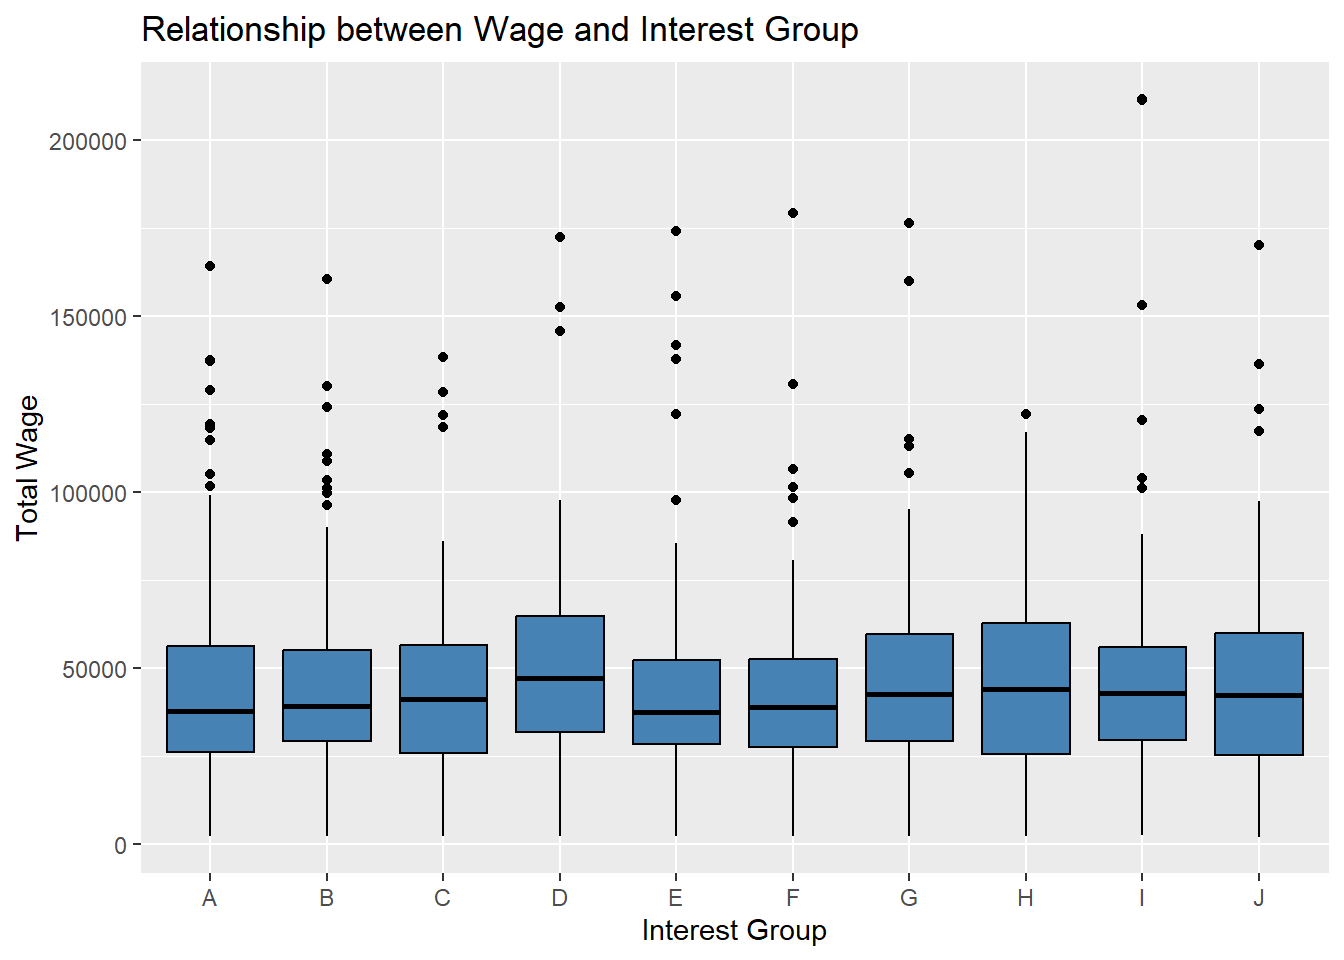 Relationship between Wage and Interest Group
Total Wage
200000
150000
100000
50000
0
A B C D E F G H I J
Interest Group